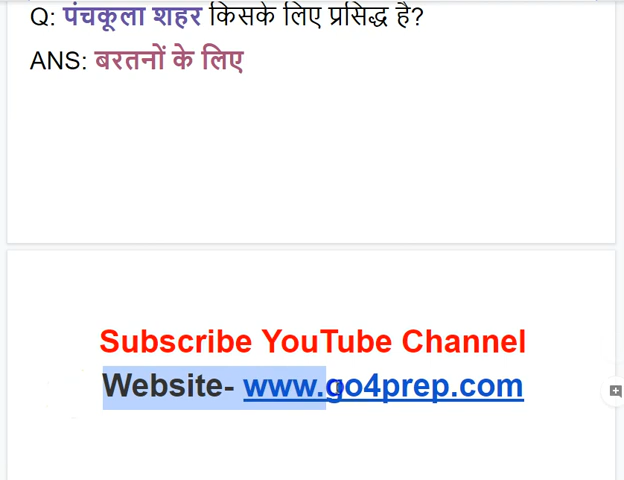 Q: पंचकूला शहर किसके लिए प्रसिद्ध है?
ANS: बरतनों के लिए
Subscribe YouTube Channel
Website- www.go4prep.com